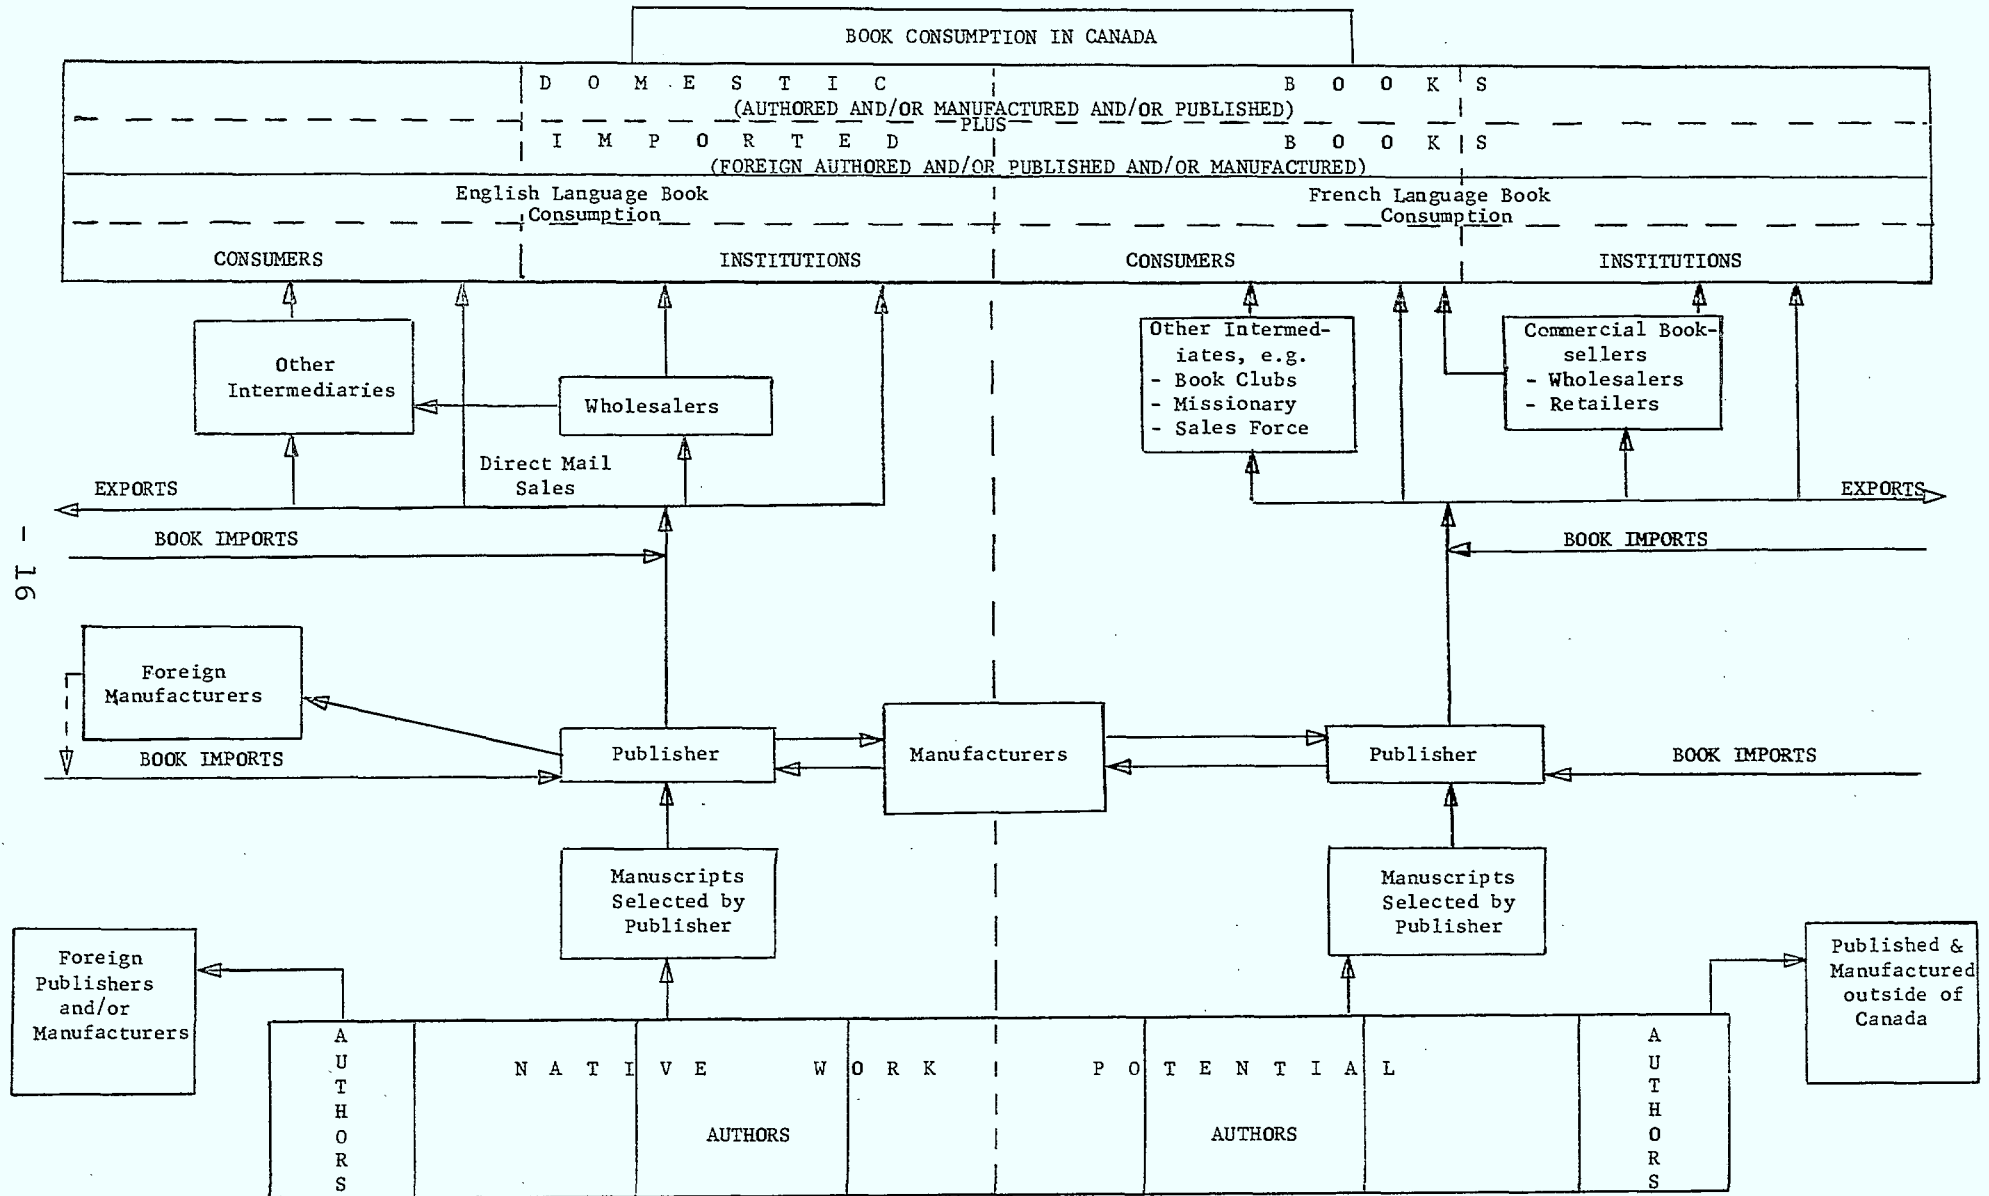 BOOK CONSUMPTION IN CANADA
D O M E S T I C B O O K S
(AUTHORED AND/OR MANUFACTURED AND/OR PUBLISHED)
PLUS
I M P O R T E D B O O K S
(FOREIGN AUTHORED AND/OR PUBLISHED AND/OR MANUFACTURED)
English Language Book
Consumption
French Language Book
Consumption
CONSUMERS
INSTITUTIONS
CONSUMERS
INSTITUTIONS
Other
Intermediaries
Wholesalers
Direct Mail
Sales
Other Intermed-
iates, e.g.
- Book Clubs
- Missionary
- Sales Force
Commercial Book-
sellers
- Wholesalers
- Retailers
EXPORTS
EXPORTS
BOOK IMPORTS
BOOK IMPORTS
- 16
Foreign
Manufacturers
BOOK IMPORTS
Publisher
Manufacturers
Publisher
BOOK IMPORTS
Manuscripts
Selected by
Publisher
Manuscripts
Selected by
Publisher
Foreign
Publishers
and/or
Manufacturers
Published &
Manufactured
outside of
Canada
A
U
T
H
O
R
S
N A T I V E W O R K P O T E N T I A L
AUTHORS
AUTHORS
A
U
T
H
O
R
S